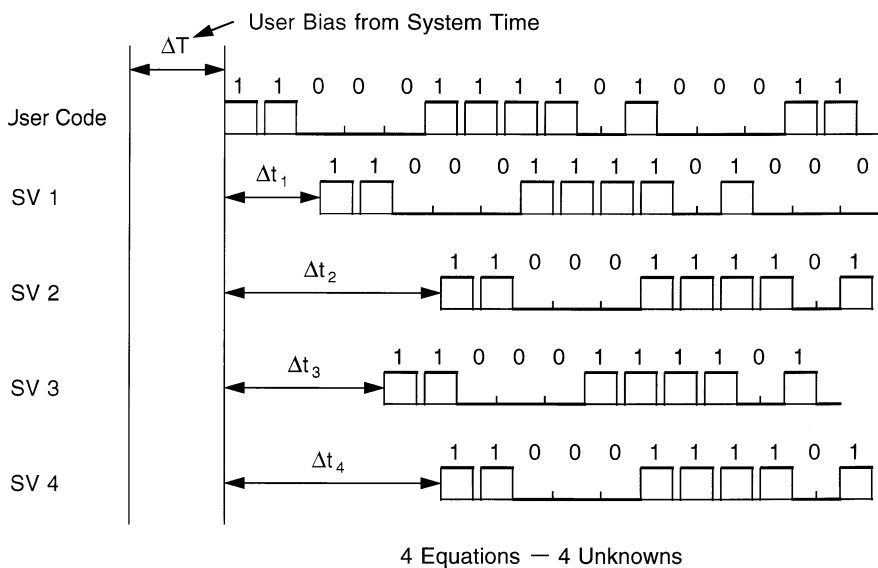 User Bias from System Time
ΔT
1 1 0 0 0 1 1 1 1 0 1 0 0 0 1 1
Jser Code
1 1 0 0 0 1 1 1 1 0 1 0 0 0
SV 1
Δt₁
1 1 0 0 0 1 1 1 1 0 1
SV 2
Δt₂
1 1 0 0 0 1 1 1 1 0 1
SV 3
Δt₃
1 1 0 0 0 1 1 1 1 0 1
SV 4
Δt₄
4 Equations — 4 Unknowns